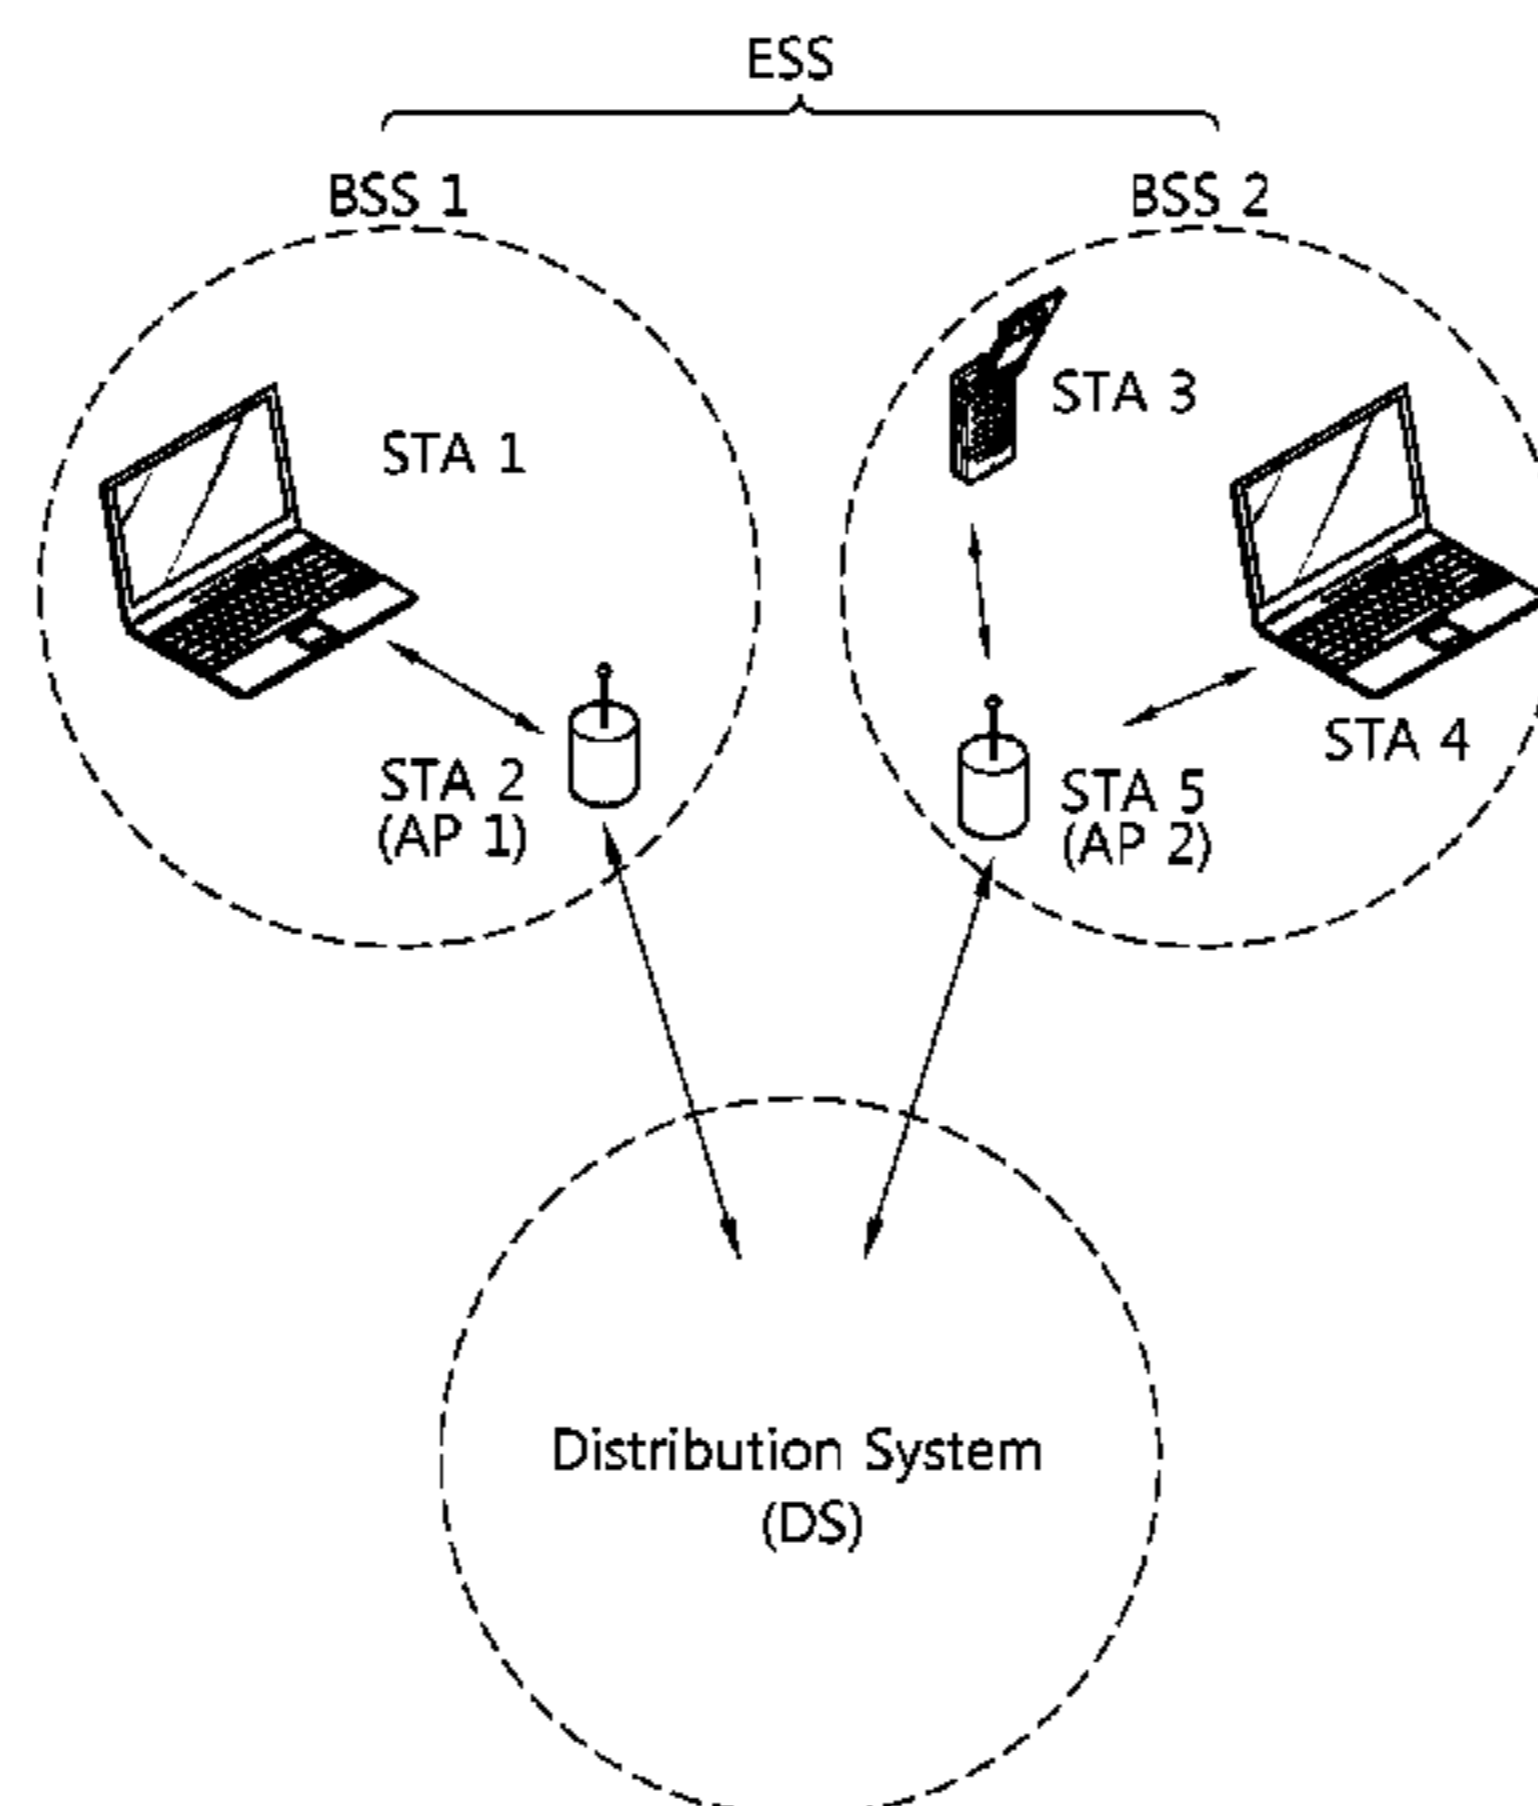 ESS
BSS 1
BSS 2
STA 1
STA 3
STA 4
STA 2
(AP 1)
STA 5
(AP 2)
Distribution System
(DS)